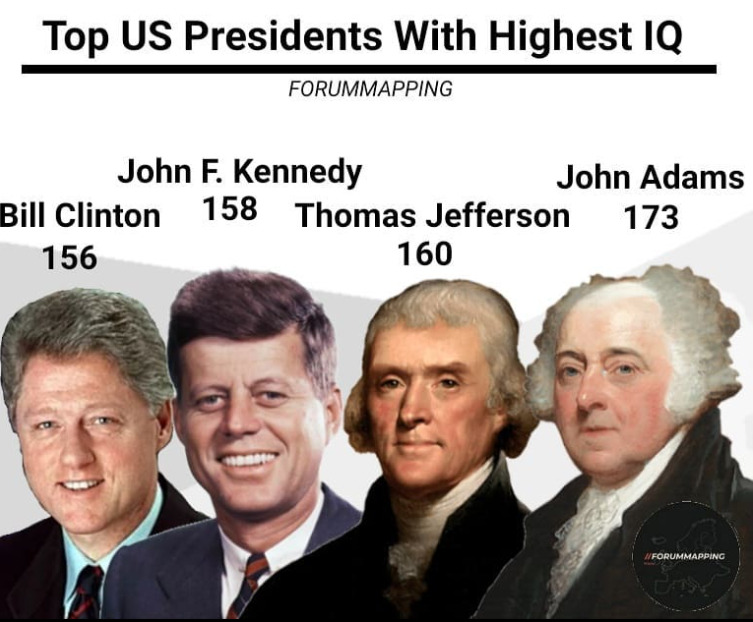 Top US Presidents With Highest IQ
FORUMMAPPING
John F. Kennedy
158
John Adams
173
Bill Clinton
156
Thomas Jefferson
160
//FORUMMAPPING